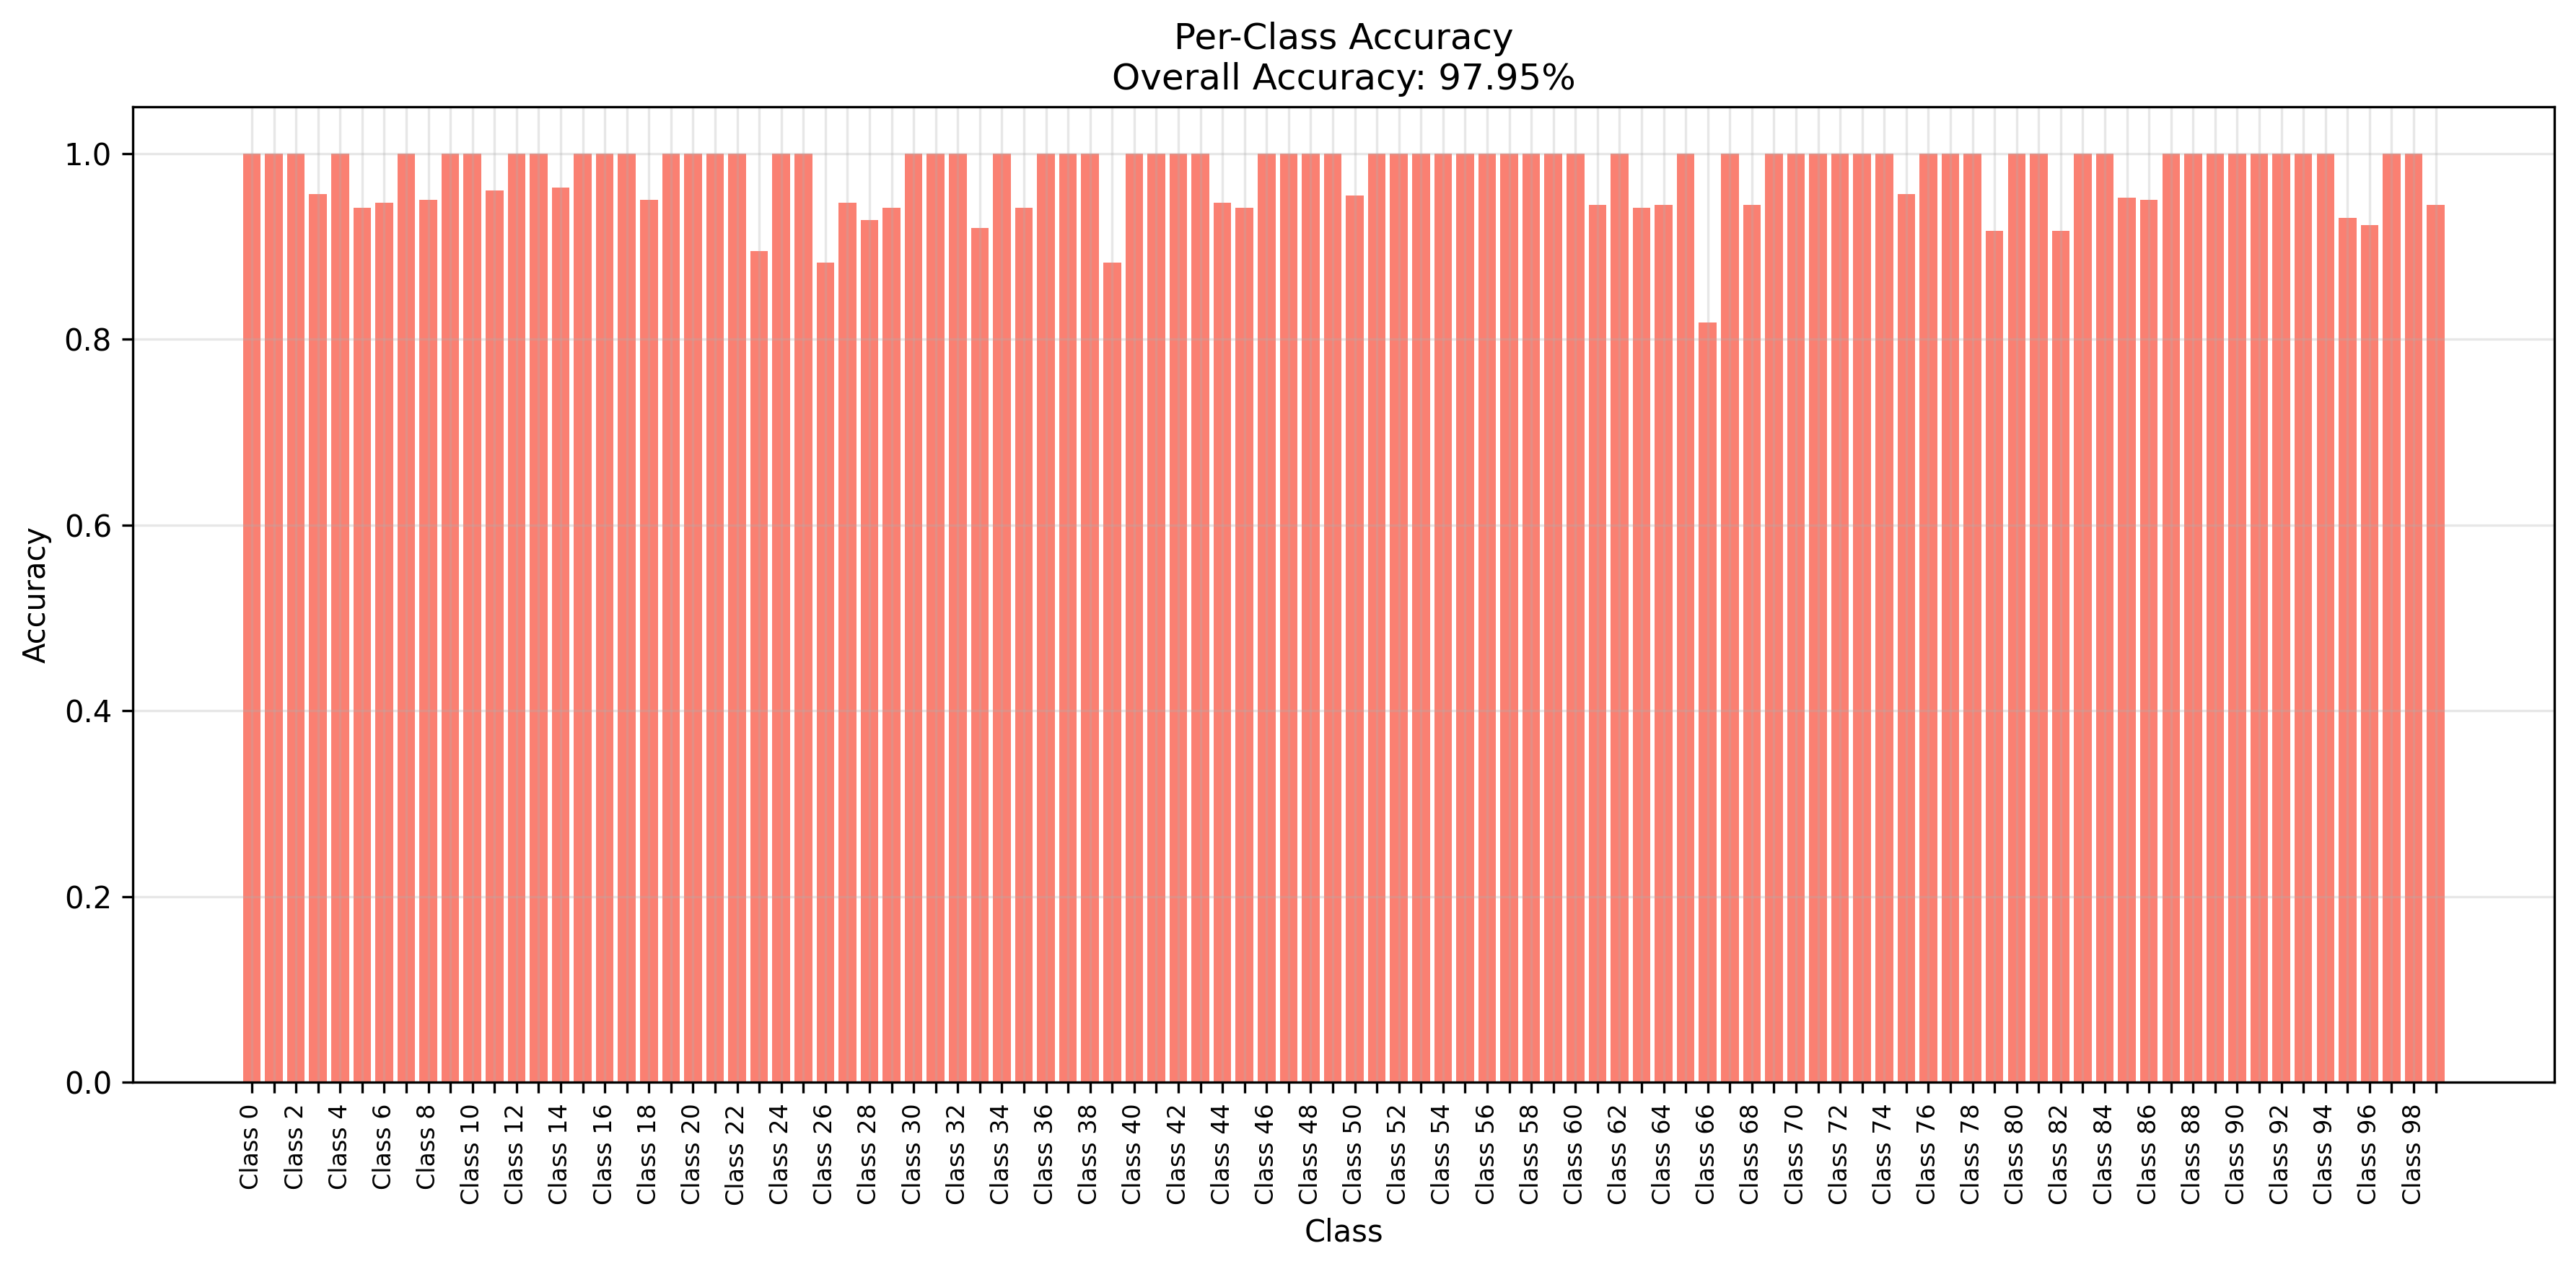 Per-Class Accuracy
Overall Accuracy: 97.95%
1.0
0.8
0.6
0.4
0.2
0.0
Accuracy
Class 0
Class 2
Class 4
Class 6
Class 8
Class 10
Class 12
Class 14
Class 16
Class 18
Class 20
Class 22
Class 24
Class 26
Class 28
Class 30
Class 32
Class 34
Class 36
Class 38
Class 40
Class 42
Class 44
Class 46
Class 48
Class 50
Class 52
Class 54
Class 56
Class 58
Class 60
Class 62
Class 64
Class 66
Class 68
Class 70
Class 72
Class 74
Class 76
Class 78
Class 80
Class 82
Class 84
Class 86
Class 88
Class 90
Class 92
Class 94
Class 96
Class 98
Class